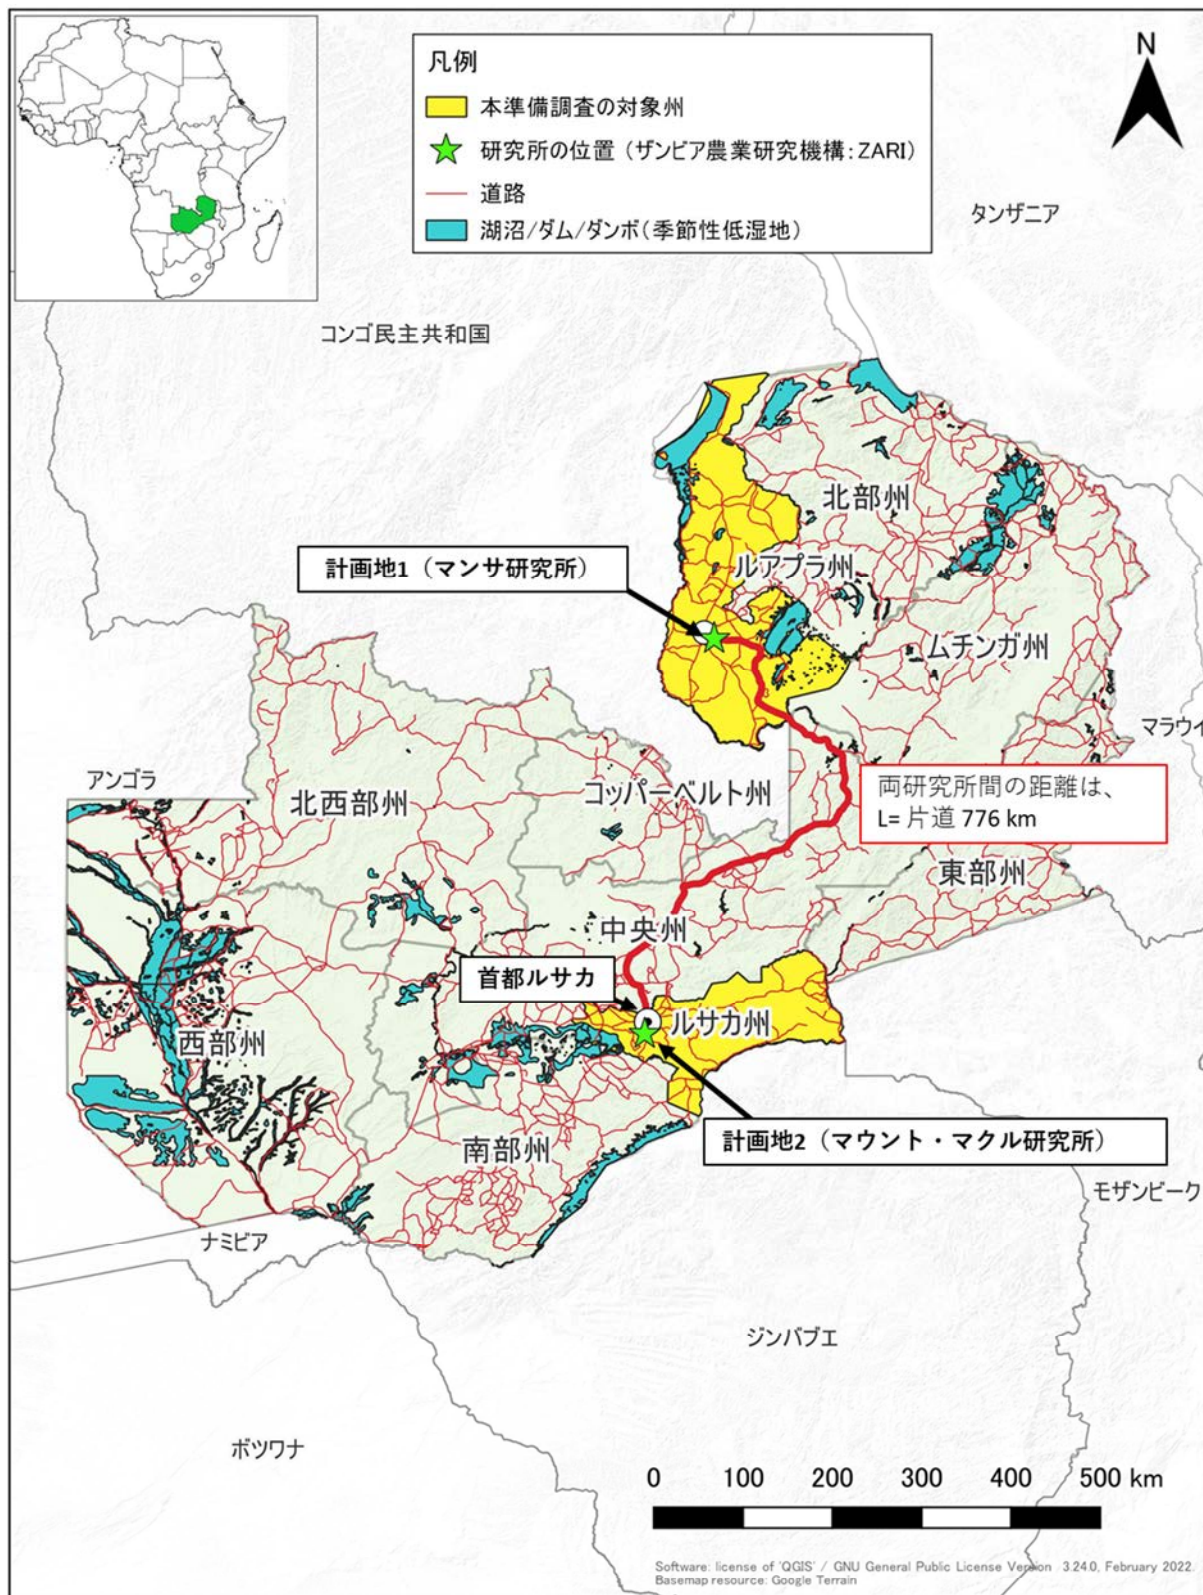 凡例
本準備調査の対象州
研究所の位置（ザンビア農業研究機構：ZARI）
道路
湖沼/ダム/ダンボ（季節性低湿地）
N
タンザニア
コンゴ民主共和国
北部州
計画地1（マンサ研究所）
ルアプラ州
ムチンガ州
マラウイ
アンゴラ
北西部州
コッパーベルト州
両研究所間の距離は、
L= 片道 776 km
東部州
中央州
首都ルサカ
ルサカ州
西部州
南部州
計画地2（マウント・マクル研究所）
モザンビーク
ナミビア
ジンバブエ
ボツワナ
0 100 200 300 400 500 km
Software: license of 'QGIS' / GNU General Public License Version 3.24.0, February 2022
Basemap resource: Google Terrain